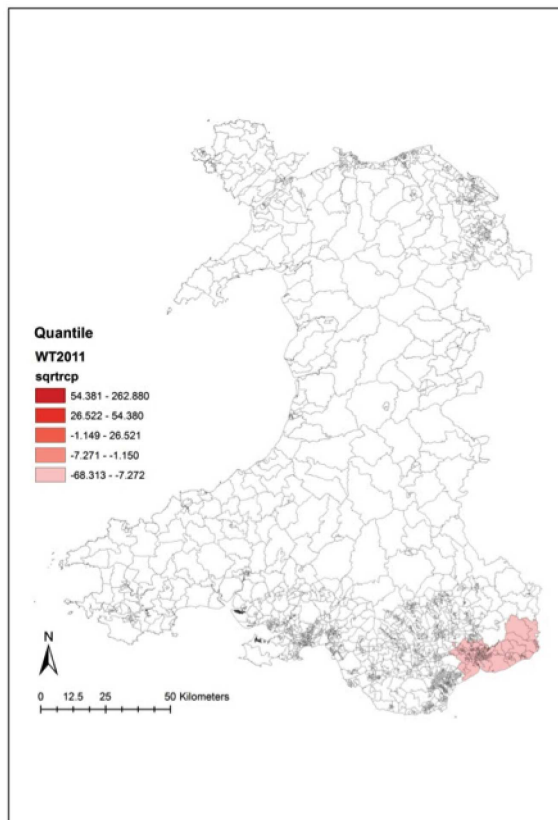 Quantile
WT2011
sqrtrcp
54.381 - 262.880
26.522 - 54.380
-1.149 - 26.521
-7.271 - -1.150
-68.313 - -7.272
N
0 12.5 25 50 Kilometers